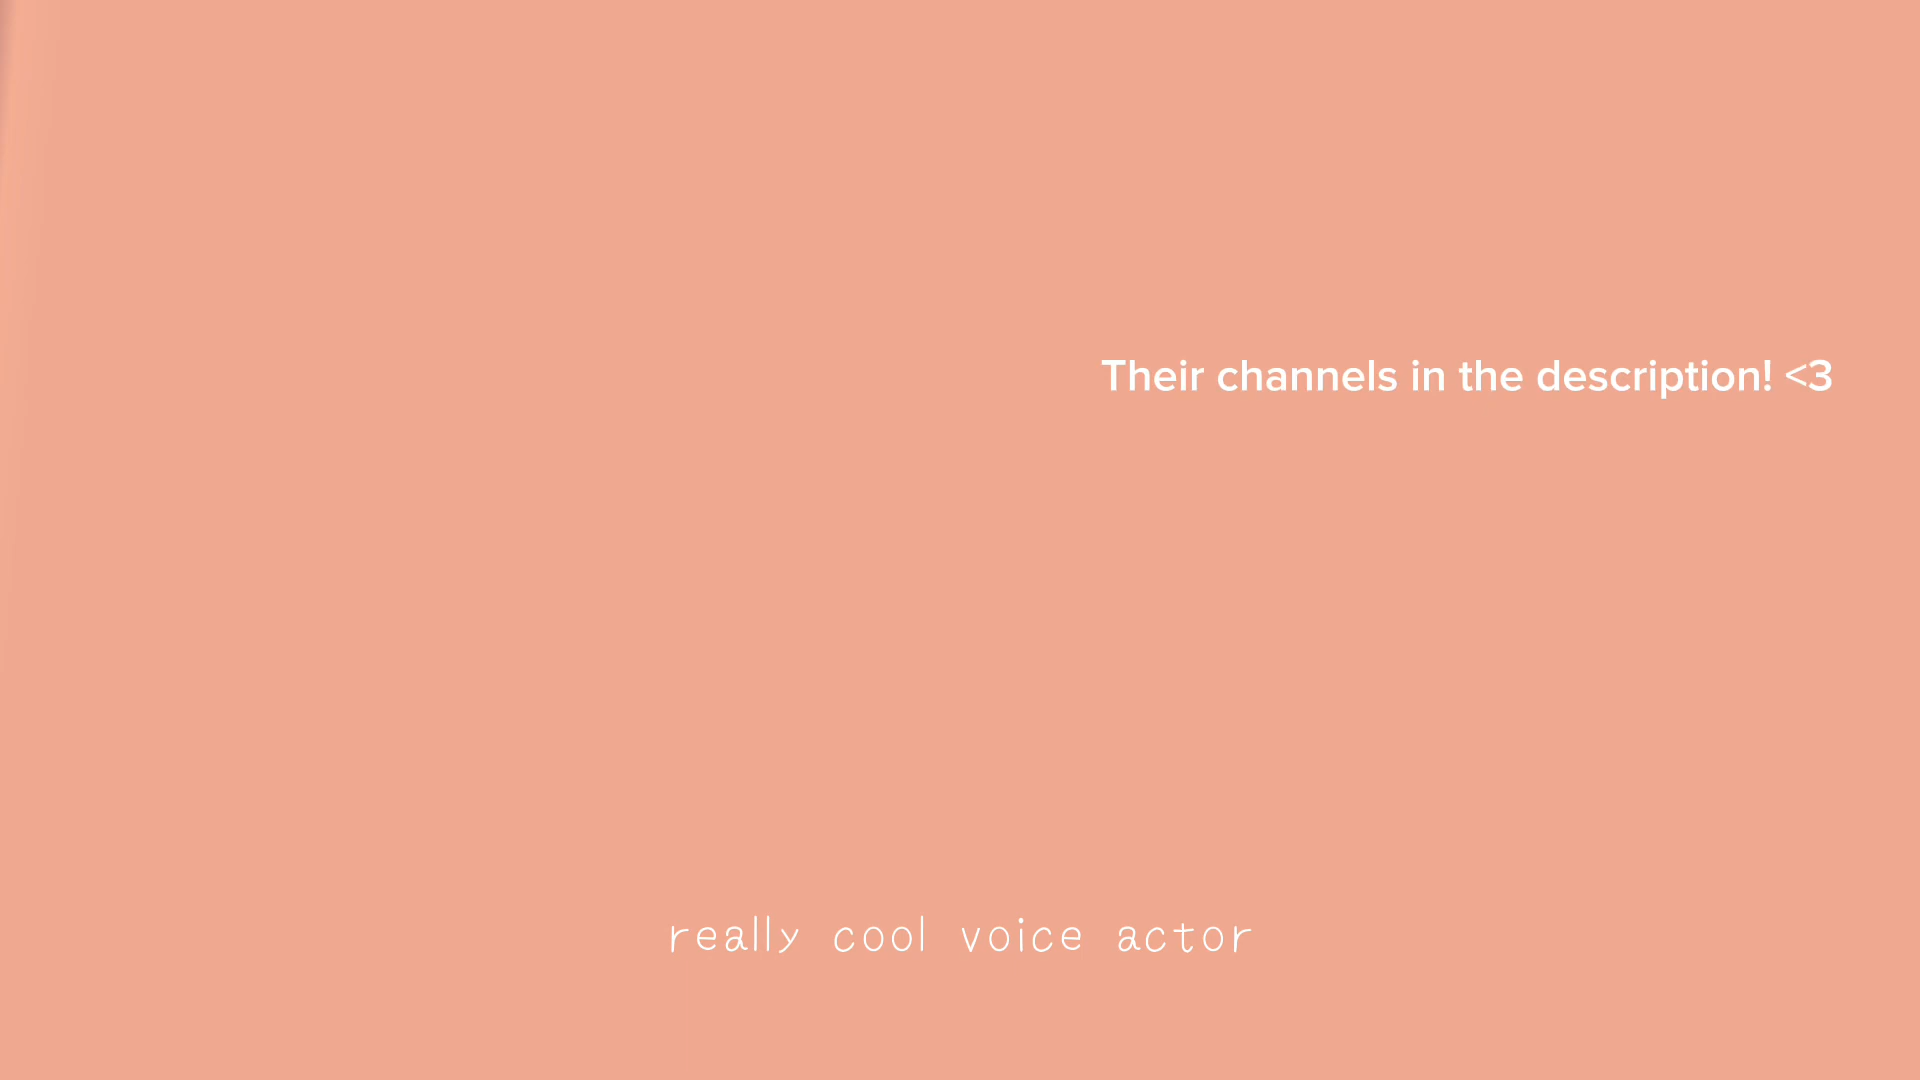 Their channels in the description! <3
really cool voice actor